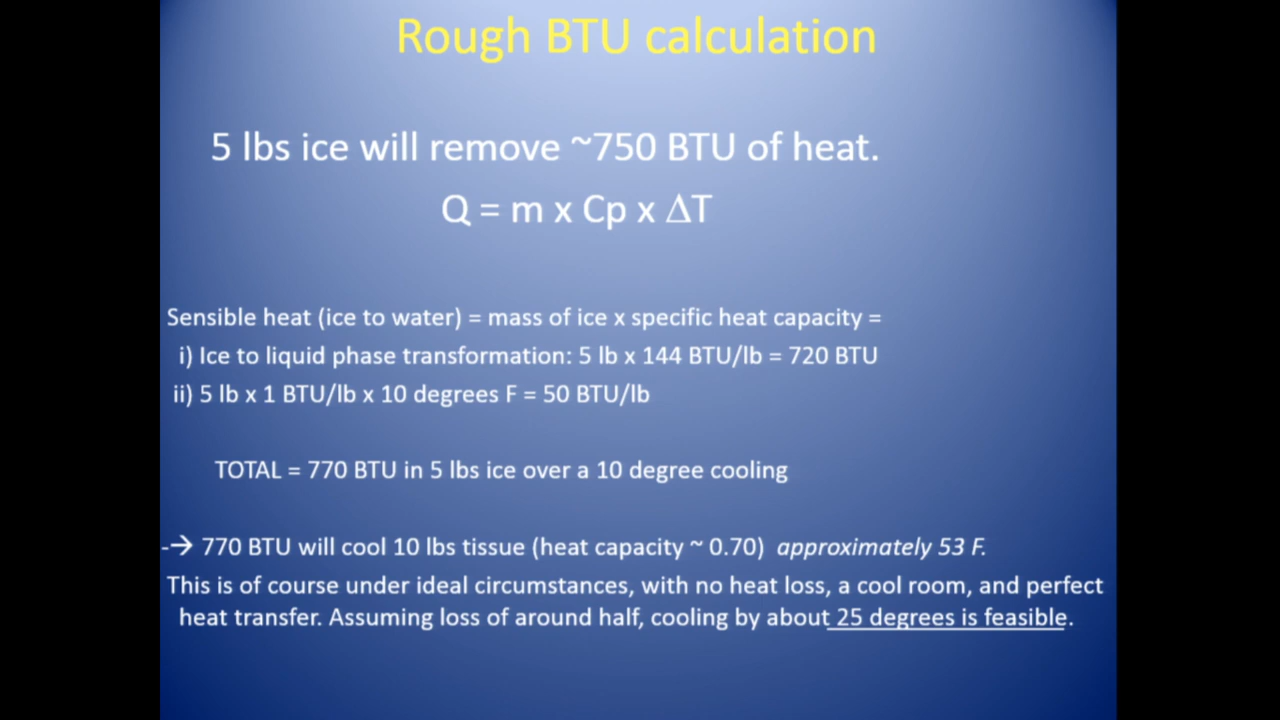 Rough BTU calculation
5 lbs ice will remove ~750 BTU of heat.
Q = m x Cp x ΔT
Sensible heat (ice to water) = mass of ice x specific heat capacity =
i) Ice to liquid phase transformation: 5 lb x 144 BTU/lb = 720 BTU
ii) 5 lb x 1 BTU/lb x 10 degrees F = 50 BTU/lb
TOTAL = 770 BTU in 5 lbs ice over a 10 degree cooling
-→ 770 BTU will cool 10 lbs tissue (heat capacity ~ 0.70) approximately 53 F.
This is of course under ideal circumstances, with no heat loss, a cool room, and perfect
heat transfer. Assuming loss of around half, cooling by about 25 degrees is feasible.